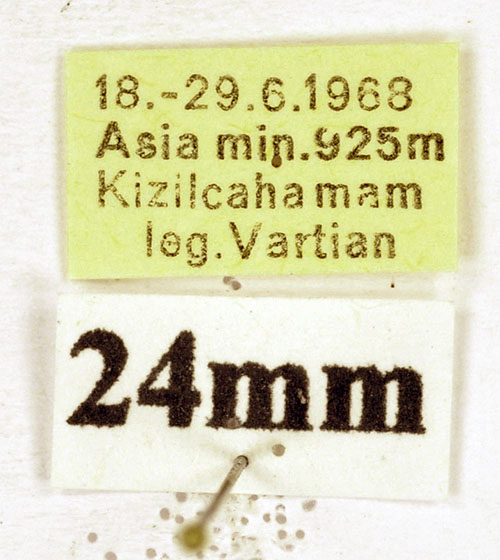 18.-29.6.1968
Asia min.925m
Kizilcahamam
leg.Vartian
24mm